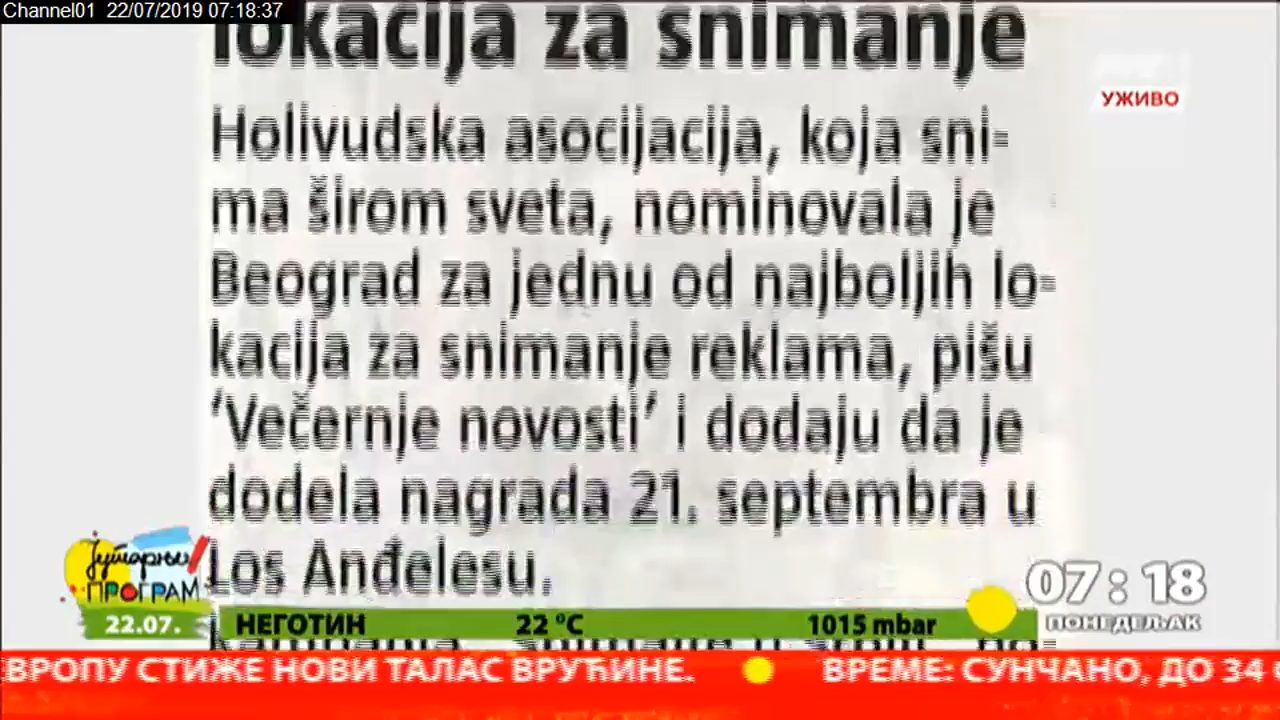 Channel01 22/07/2019 07:18:37
lokacija za snimanje
УЖИВО
Holivudska asocijacija, koja sni-
ma širom sveta, nominovala je
Beograd za jednu od najboljih lo-
kacija za snimanje reklama, pišu
‘Večernje novosti’ i dodaju da je
dodela nagrada 21. septembra u
Los Anđelesu.
Јутарњи
ПРОГРАМ
22.07.
НЕГОТИН 22 °C 1015 mbar
07:18
ПОНЕДЕЉАК
ЕВРОПУ СТИЖЕ НОВИ ТАЛАС ВРУЋИНЕ. ВРЕМЕ: СУНЧАНО, ДО 34